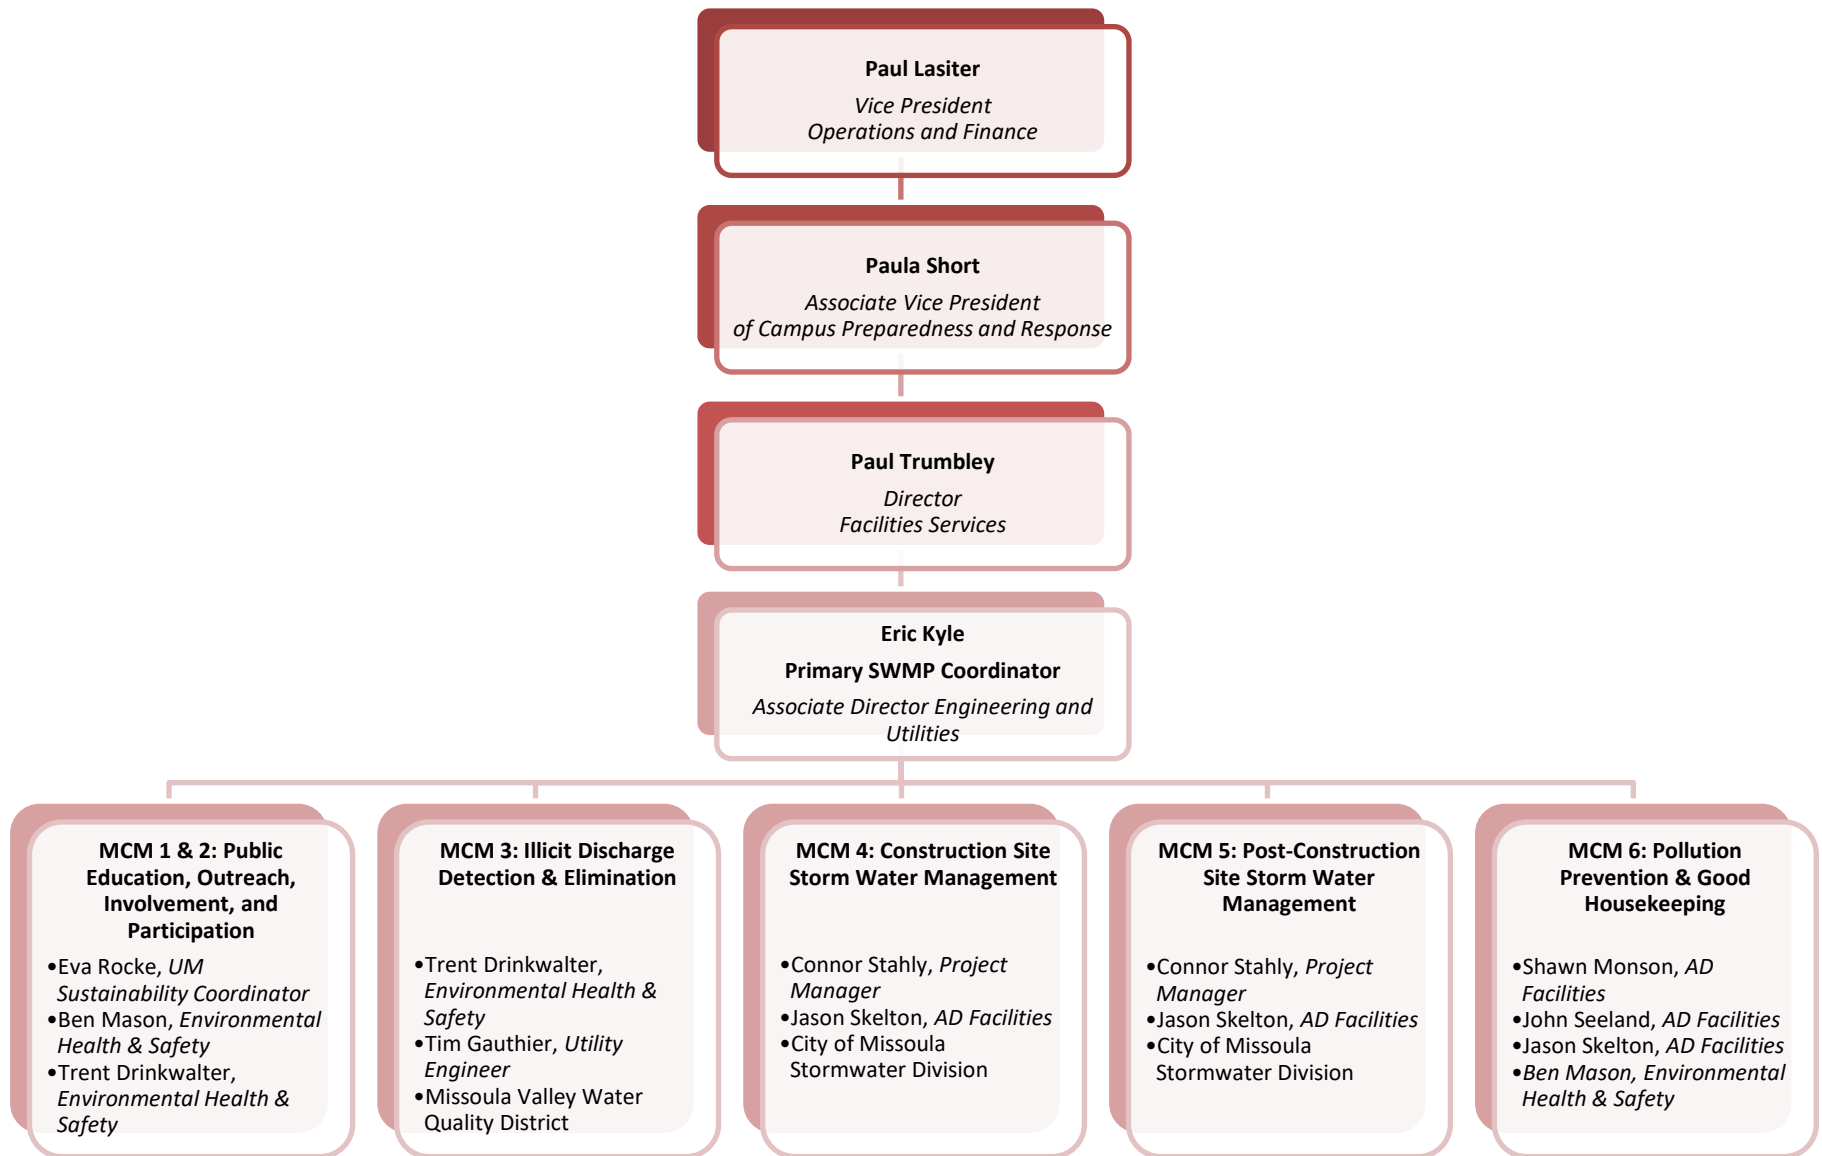 Paul Lasiter
Vice President
Operations and Finance
Paula Short
Associate Vice President
of Campus Preparedness and Response
Paul Trumbley
Director
Facilities Services
Eric Kyle
Primary SWMP Coordinator
Associate Director Engineering and
Utilities
MCM 1 & 2: Public
Education, Outreach,
Involvement, and
Participation
•Eva Rocke, UM
Sustainability Coordinator
•Ben Mason, Environmental
Health & Safety
•Trent Drinkwalter,
Environmental Health &
Safety
MCM 3: Illicit Discharge
Detection & Elimination
•Trent Drinkwalter,
Environmental Health &
Safety
•Tim Gauthier, Utility
Engineer
•Missoula Valley Water
Quality District
MCM 4: Construction Site
Storm Water Management
•Connor Stahly, Project
Manager
•Jason Skelton, AD Facilities
•City of Missoula
Stormwater Division
MCM 5: Post-Construction
Site Storm Water
Management
•Connor Stahly, Project
Manager
•Jason Skelton, AD Facilities
•City of Missoula
Stormwater Division
MCM 6: Pollution
Prevention & Good
Housekeeping
•Shawn Monson, AD
Facilities
•John Seeland, AD Facilities
•Jason Skelton, AD Facilities
•Ben Mason, Environmental
Health & Safety